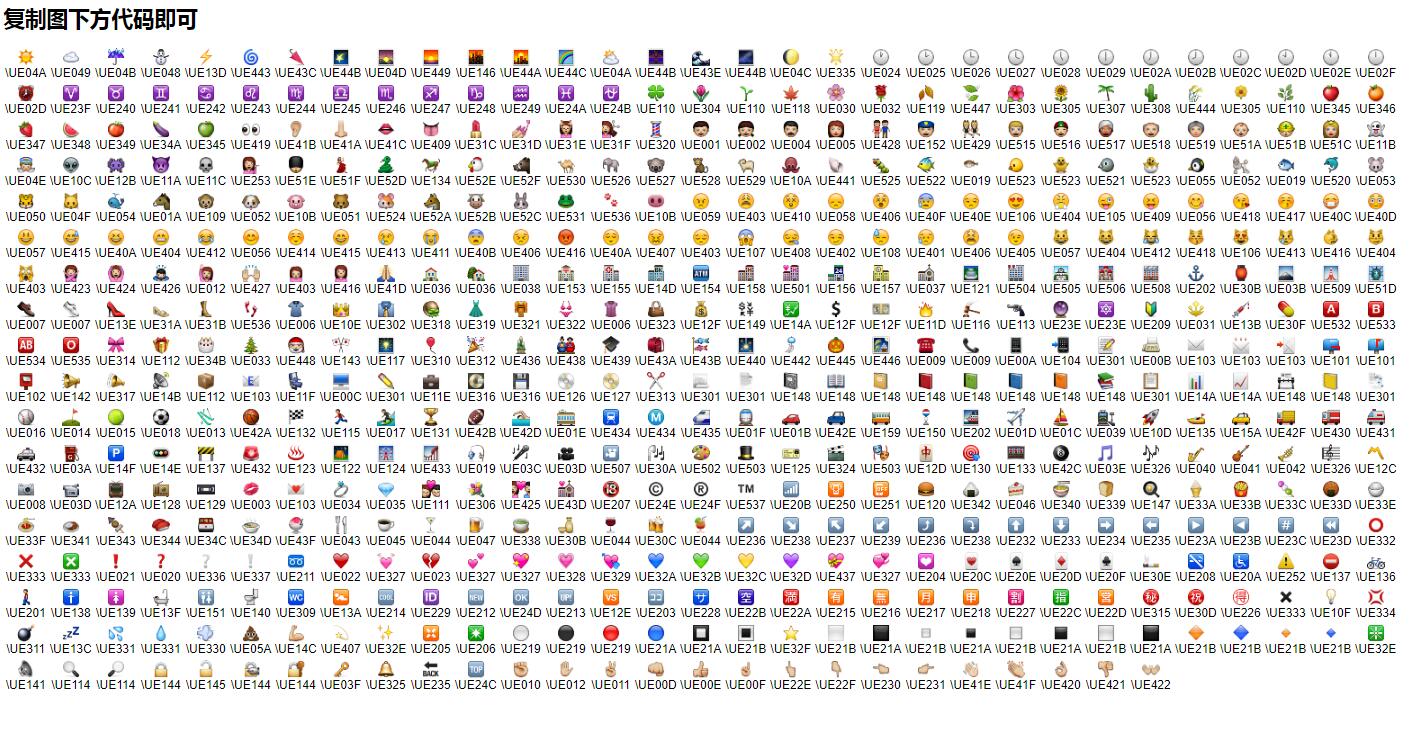 复制图下方代码即可
\UE04A \UE049 \UE04B \UE048 \UE13D \UE443 \UE43C \UE44B \UE04D \UE449 \UE146 \UE44A \UE44C \UE04A \UE44B \UE43E \UE44B \UE04C \UE335 \UE024 \UE025 \UE026 \UE027 \UE028 \UE029 \UE02A \UE02B \UE02C \UE02D \UE02E \UE02F
\UE02D \UE23F \UE240 \UE241 \UE242 \UE243 \UE244 \UE245 \UE246 \UE247 \UE248 \UE249 \UE24A \UE24B \UE110 \UE304 \UE110 \UE118 \UE030 \UE032 \UE119 \UE447 \UE303 \UE305 \UE307 \UE308 \UE444 \UE305 \UE110 \UE345 \UE346
\UE347 \UE348 \UE349 \UE34A \UE345 \UE419 \UE41B \UE41A \UE41C \UE409 \UE31C \UE31D \UE31E \UE31F \UE320 \UE001 \UE002 \UE004 \UE005 \UE428 \UE152 \UE429 \UE515 \UE516 \UE517 \UE518 \UE519 \UE51A \UE51B \UE51C \UE11B
\UE04E \UE10C \UE12B \UE11A \UE11C \UE253 \UE51E \UE51F \UE52D \UE134 \UE52E \UE52F \UE530 \UE526 \UE527 \UE528 \UE529 \UE10A \UE441 \UE525 \UE522 \UE019 \UE523 \UE523 \UE521 \UE523 \UE055 \UE052 \UE019 \UE520 \UE053
\UE050 \UE04F \UE054 \UE01A \UE109 \UE052 \UE10B \UE051 \UE524 \UE52A \UE52B \UE52C \UE531 \UE536 \UE10B \UE059 \UE403 \UE410 \UE058 \UE406 \UE40F \UE40E \UE106 \UE404 \UE105 \UE409 \UE056 \UE418 \UE417 \UE40C \UE40D
\UE057 \UE415 \UE40A \UE404 \UE412 \UE056 \UE414 \UE415 \UE413 \UE411 \UE40B \UE406 \UE416 \UE40A \UE407 \UE403 \UE107 \UE408 \UE402 \UE108 \UE401 \UE406 \UE405 \UE057 \UE404 \UE412 \UE418 \UE106 \UE413 \UE416 \UE404
\UE403 \UE423 \UE424 \UE426 \UE012 \UE427 \UE403 \UE416 \UE41D \UE036 \UE036 \UE038 \UE153 \UE155 \UE14D \UE154 \UE158 \UE501 \UE156 \UE157 \UE037 \UE121 \UE504 \UE505 \UE506 \UE508 \UE202 \UE30B \UE03B \UE509 \UE51D
\UE007 \UE007 \UE13E \UE31A \UE31B \UE536 \UE006 \UE10E \UE302 \UE318 \UE319 \UE321 \UE322 \UE006 \UE323 \UE12F \UE149 \UE14A \UE12F \UE12F \UE11D \UE116 \UE113 \UE23E \UE23E \UE209 \UE031 \UE13B \UE30F \UE532 \UE533
\UE534 \UE535 \UE314 \UE112 \UE34B \UE033 \UE448 \UE143 \UE117 \UE310 \UE312 \UE436 \UE438 \UE439 \UE43A \UE43B \UE440 \UE442 \UE445 \UE446 \UE009 \UE009 \UE00A \UE104 \UE301 \UE00B \UE103 \UE103 \UE103 \UE101 \UE101
\UE102 \UE142 \UE317 \UE14B \UE112 \UE103 \UE11F \UE00C \UE301 \UE11E \UE316 \UE316 \UE126 \UE127 \UE313 \UE301 \UE301 \UE148 \UE148 \UE148 \UE148 \UE148 \UE148 \UE148 \UE148 \UE301 \UE14A \UE14A \UE148 \UE148 \UE301
\UE016 \UE014 \UE015 \UE018 \UE013 \UE42A \UE132 \UE115 \UE017 \UE131 \UE42B \UE42D \UE01E \UE434 \UE434 \UE435 \UE01F \UE01B \UE42E \UE159 \UE150 \UE202 \UE01D \UE01C \UE039 \UE10D \UE135 \UE15A \UE42F \UE430 \UE431
\UE432 \UE03A \UE14F \UE14E \UE137 \UE432 \UE123 \UE122 \UE124 \UE433 \UE019 \UE03C \UE03D \UE507 \UE30A \UE502 \UE503 \UE125 \UE324 \UE503 \UE12D \UE130 \UE133 \UE42C \UE03E \UE326 \UE040 \UE041 \UE042 \UE326 \UE12C
\UE008 \UE03D \UE12A \UE128 \UE129 \UE003 \UE103 \UE034 \UE035 \UE111 \UE306 \UE425 \UE43D \UE207 \UE24E \UE24F \UE537 \UE20B \UE250 \UE251 \UE120 \UE342 \UE046 \UE340 \UE339 \UE147 \UE33A \UE33B \UE33C \UE33D \UE33E
\UE33F \UE341 \UE343 \UE344 \UE34C \UE34D \UE43F \UE043 \UE045 \UE044 \UE047 \UE338 \UE30B \UE044 \UE30C \UE044 \UE236 \UE238 \UE237 \UE239 \UE236 \UE238 \UE232 \UE233 \UE234 \UE235 \UE23A \UE23B \UE23C \UE23D \UE332
\UE333 \UE333 \UE021 \UE020 \UE336 \UE337 \UE211 \UE022 \UE327 \UE023 \UE327 \UE327 \UE328 \UE329 \UE32A \UE32B \UE32C \UE32D \UE437 \UE327 \UE204 \UE20C \UE20E \UE20D \UE20F \UE30E \UE208 \UE20A \UE252 \UE137 \UE136
\UE201 \UE138 \UE139 \UE13F \UE151 \UE140 \UE309 \UE13A \UE214 \UE229 \UE212 \UE24D \UE213 \UE12E \UE203 \UE228 \UE22B \UE22A \UE215 \UE216 \UE217 \UE218 \UE227 \UE22C \UE22D \UE315 \UE30D \UE226 \UE333 \UE10F \UE334
\UE311 \UE13C \UE331 \UE331 \UE330 \UE05A \UE14C \UE407 \UE32E \UE205 \UE206 \UE219 \UE219 \UE219 \UE21A \UE21A \UE21B \UE32F \UE21B \UE21A \UE21B \UE21A \UE21B \UE21A \UE21B \UE21A \UE21B \UE21B \UE21B \UE21B \UE32E
\UE141 \UE114 \UE114 \UE144 \UE145 \UE144 \UE144 \UE03F \UE325 \UE235 \UE24C \UE010 \UE012 \UE011 \UE00D \UE00E \UE00F \UE22E \UE22F \UE230 \UE231 \UE41E \UE41F \UE420 \UE421 \UE422